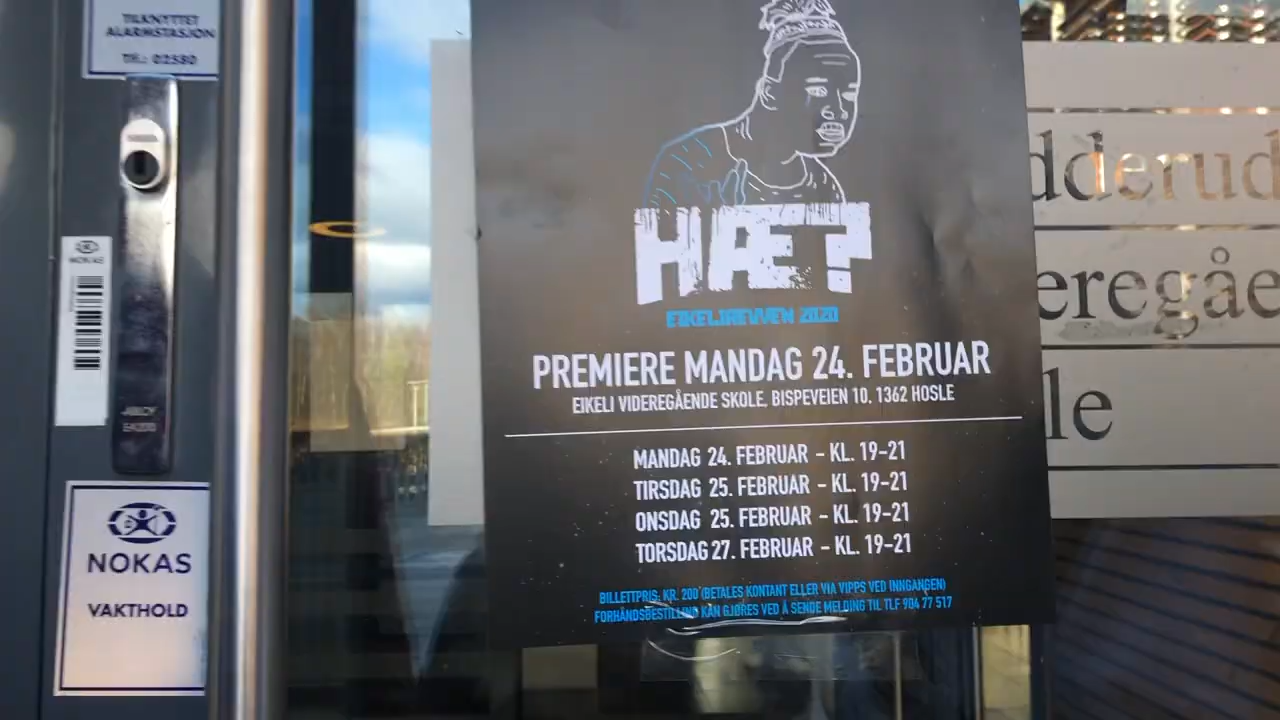 TILKNYTTET
ALARMSTASJON
TLF.: 02580
NOKAS
NOKAS
VAKTHOLD
HÆ?
EIKELIREVVEN 2020
PREMIERE MANDAG 24. FEBRUAR
EIKELI VIDEREGÅENDE SKOLE, BISPEVEIEN 10, 1362 HOSLE
MANDAG 24. FEBRUAR - KL. 19-21
TIRSDAG 25. FEBRUAR - KL. 19-21
ONSDAG 25. FEBRUAR - KL. 19-21
TORSDAG 27. FEBRUAR - KL. 19-21
BILLETTPRIS: KR. 200 (BETALES KONTANT ELLER VIA VIPPS VED INNGANGEN)
FORHÅNDSBESTILLING KAN GJØRES VED Å SENDE MELDING TIL TLF 904 77 517
dderud
eregåe
le